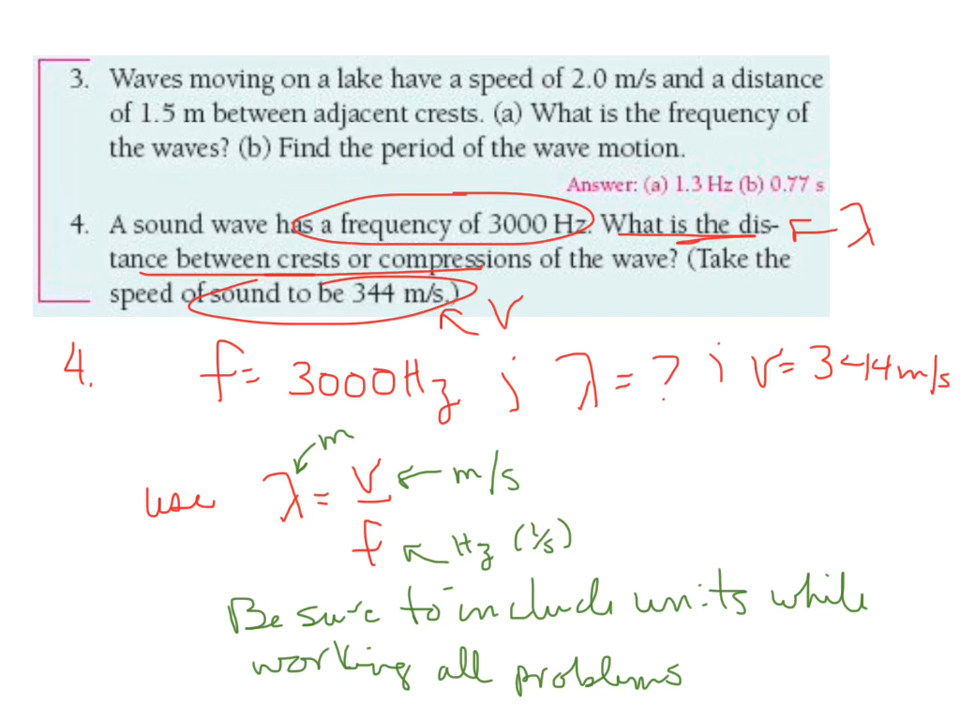 3. Waves moving on a lake have a speed of 2.0 m/s and a distance
of 1.5 m between adjacent crests. (a) What is the frequency of
the waves? (b) Find the period of the wave motion.
Answer: (a) 1.3 Hz (b) 0.77 s
4. A sound wave has a frequency of 3000 Hz. What is the dis- ← λ
tance between crests or compressions of the wave? (Take the
speed of sound to be 344 m/s.)
← v
4. f = 3000Hz ; λ = ? ; v = 344 m/s
m
use λ = v ← m/s
f ← Hz (1/s)
Be sure to include units while
working all problems